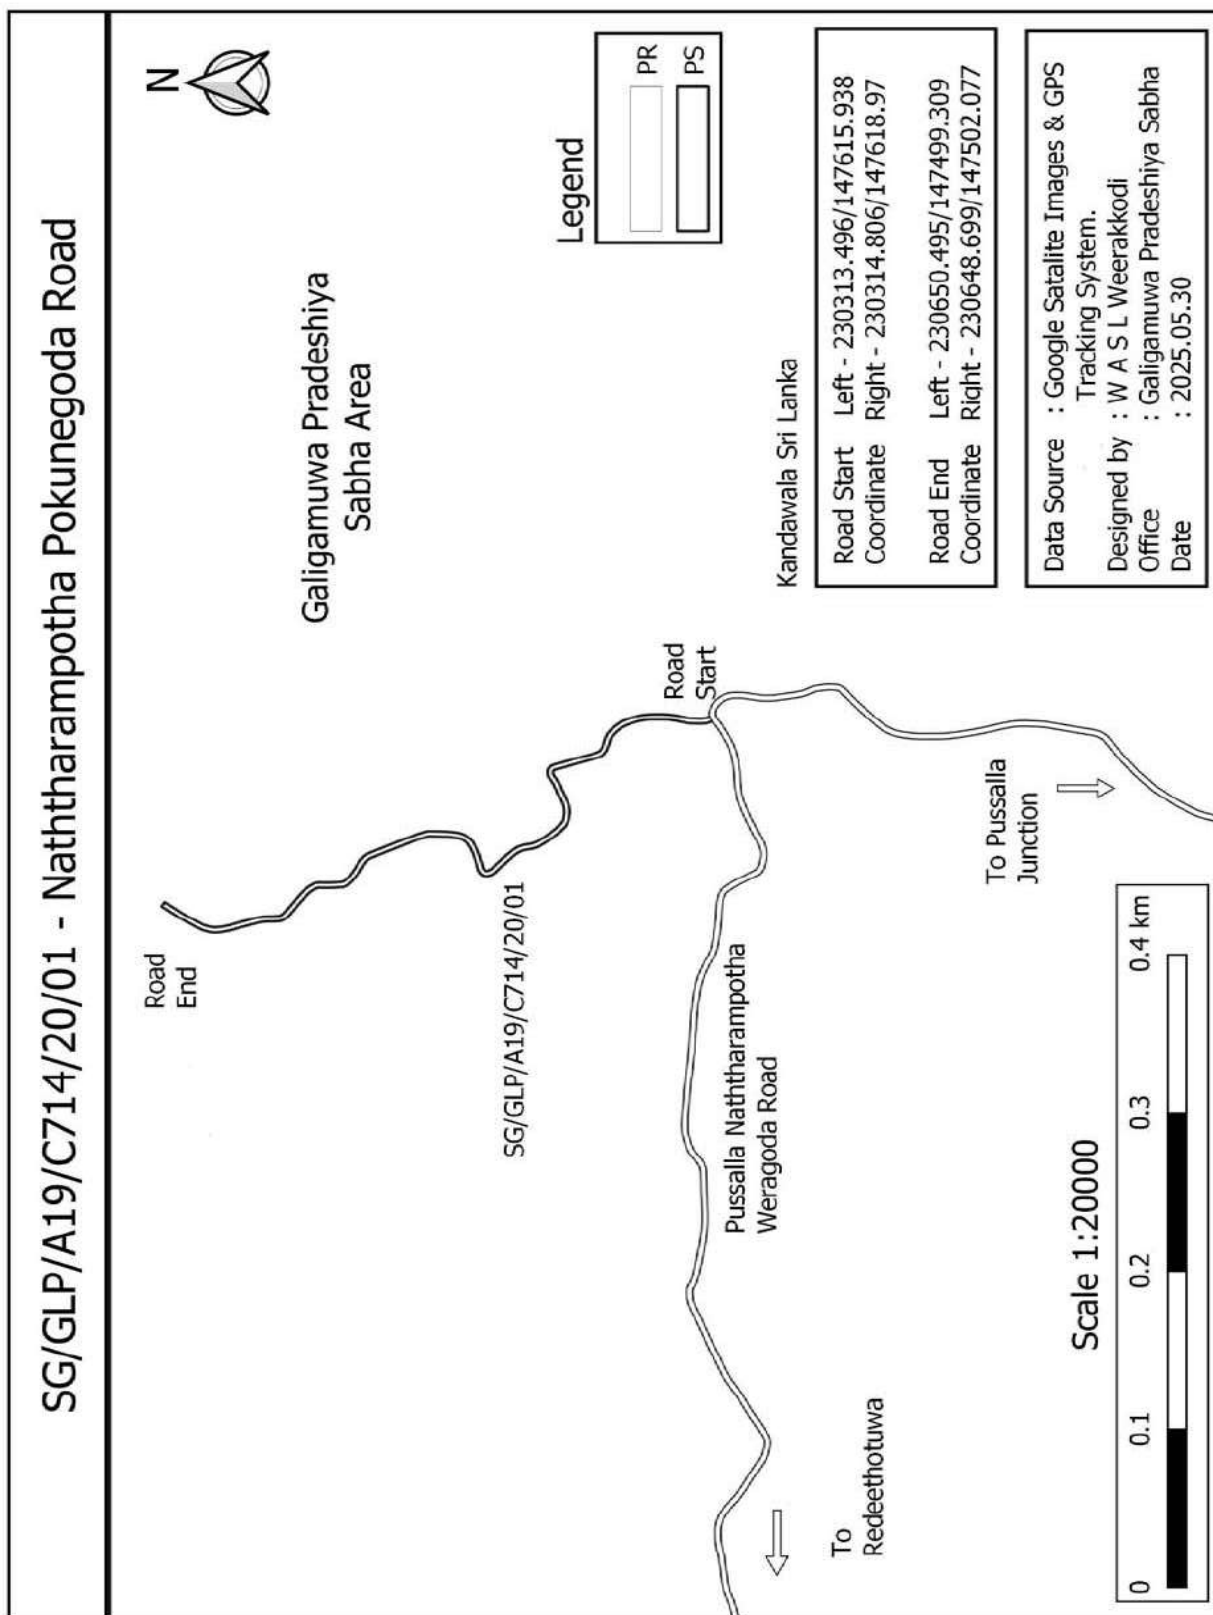 SG/GLP/A19/C714/20/01 - Naththarampotha Pokunegoda Road
N
Galigamuwa Pradeshiya
Sabha Area
Legend
PR
PS
Road
End
SG/GLP/A19/C714/20/01
Road
Start
Pussalla Naththarampotha
Weragoda Road
To Pussalla
Junction
To
Redeethotuwa
Kandawala Sri Lanka
Road Start Left - 230313.496/147615.938
Coordinate Right - 230314.806/147618.97
Road End Left - 230650.495/147499.309
Coordinate Right - 230648.699/147502.077
Data Source : Google Satalite Images & GPS
Tracking System.
Designed by : W A S L Weerakkodi
Office : Galigamuwa Pradeshiya Sabha
Date : 2025.05.30
Scale 1:20000
0 0.1 0.2 0.3 0.4 km